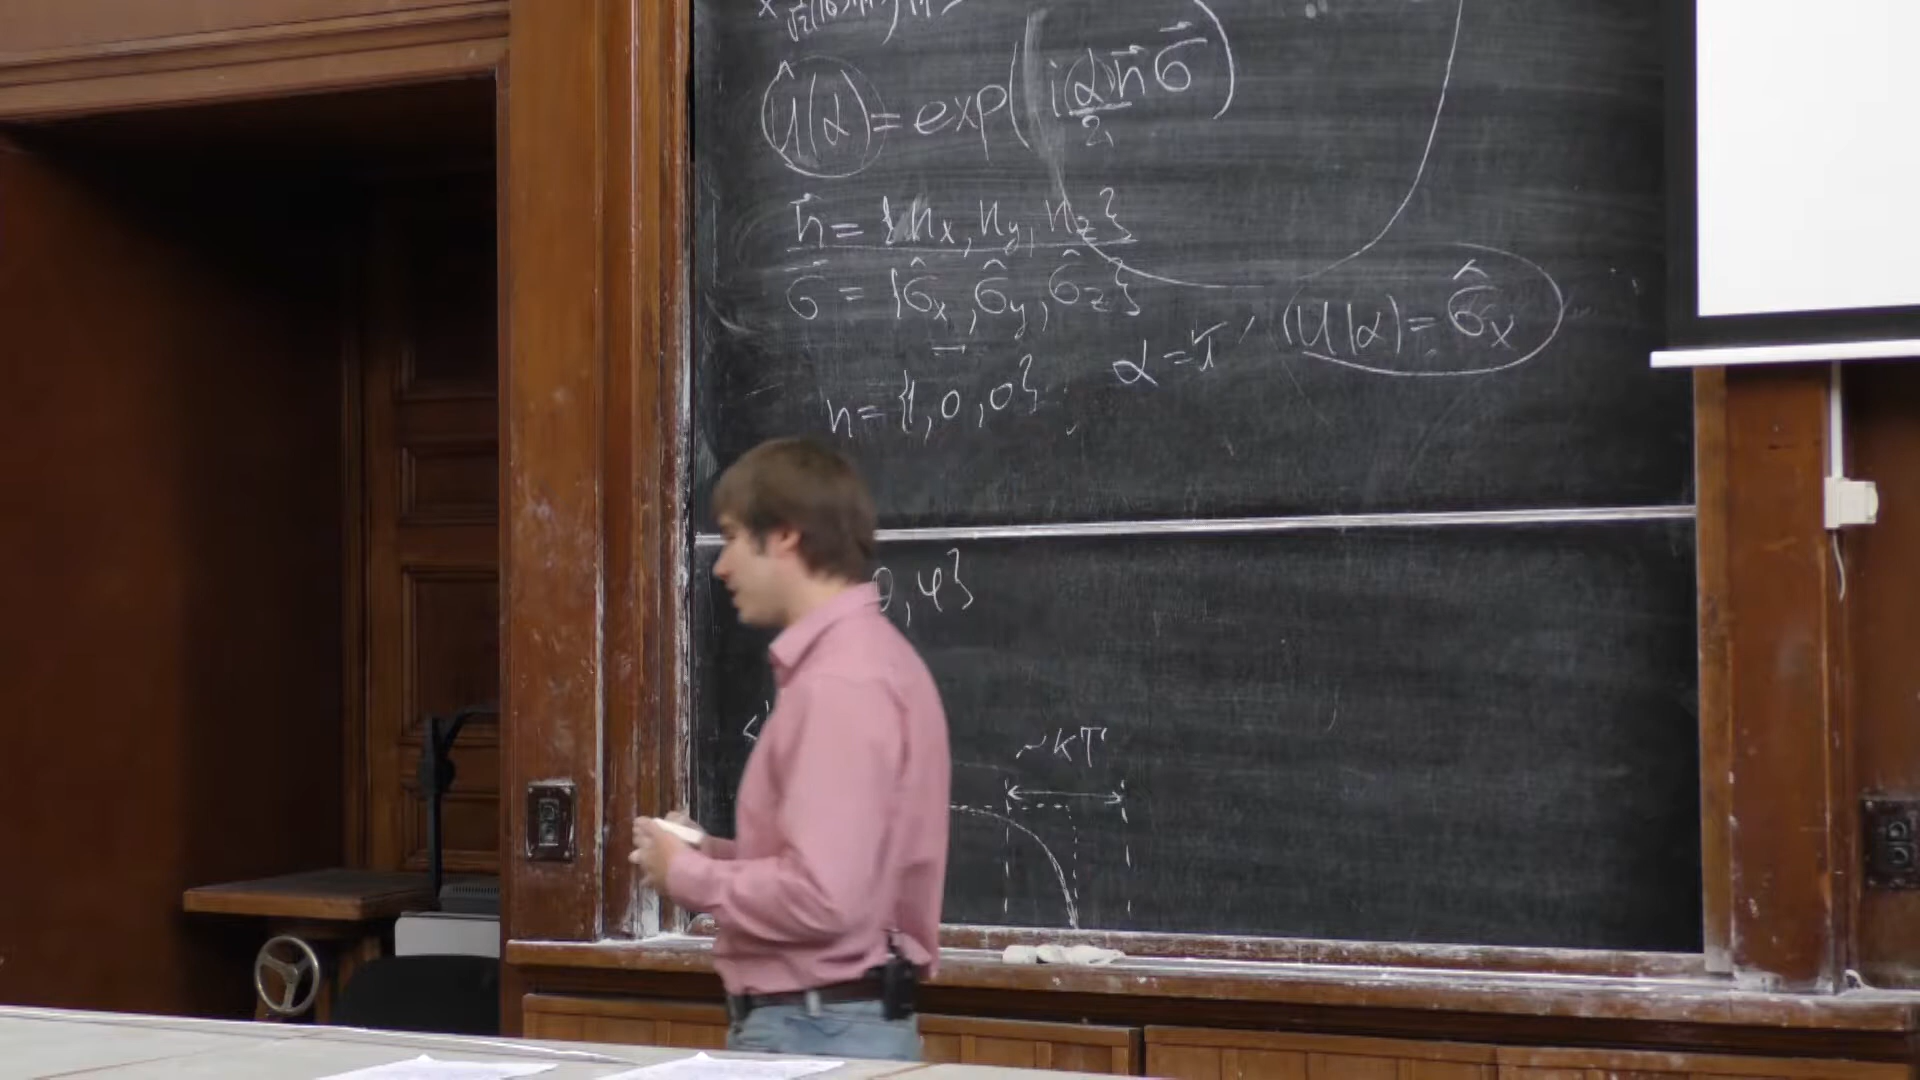 Û(α) = exp(i α n⃗ σ⃗ / 2)
n⃗ = {n_x, n_y, n_z}
σ⃗ = {σ̂_x, σ̂_y, σ̂_z}
n = {1, 0, 0}; α = π U(α) = σ̂_x
, φ}
~kT